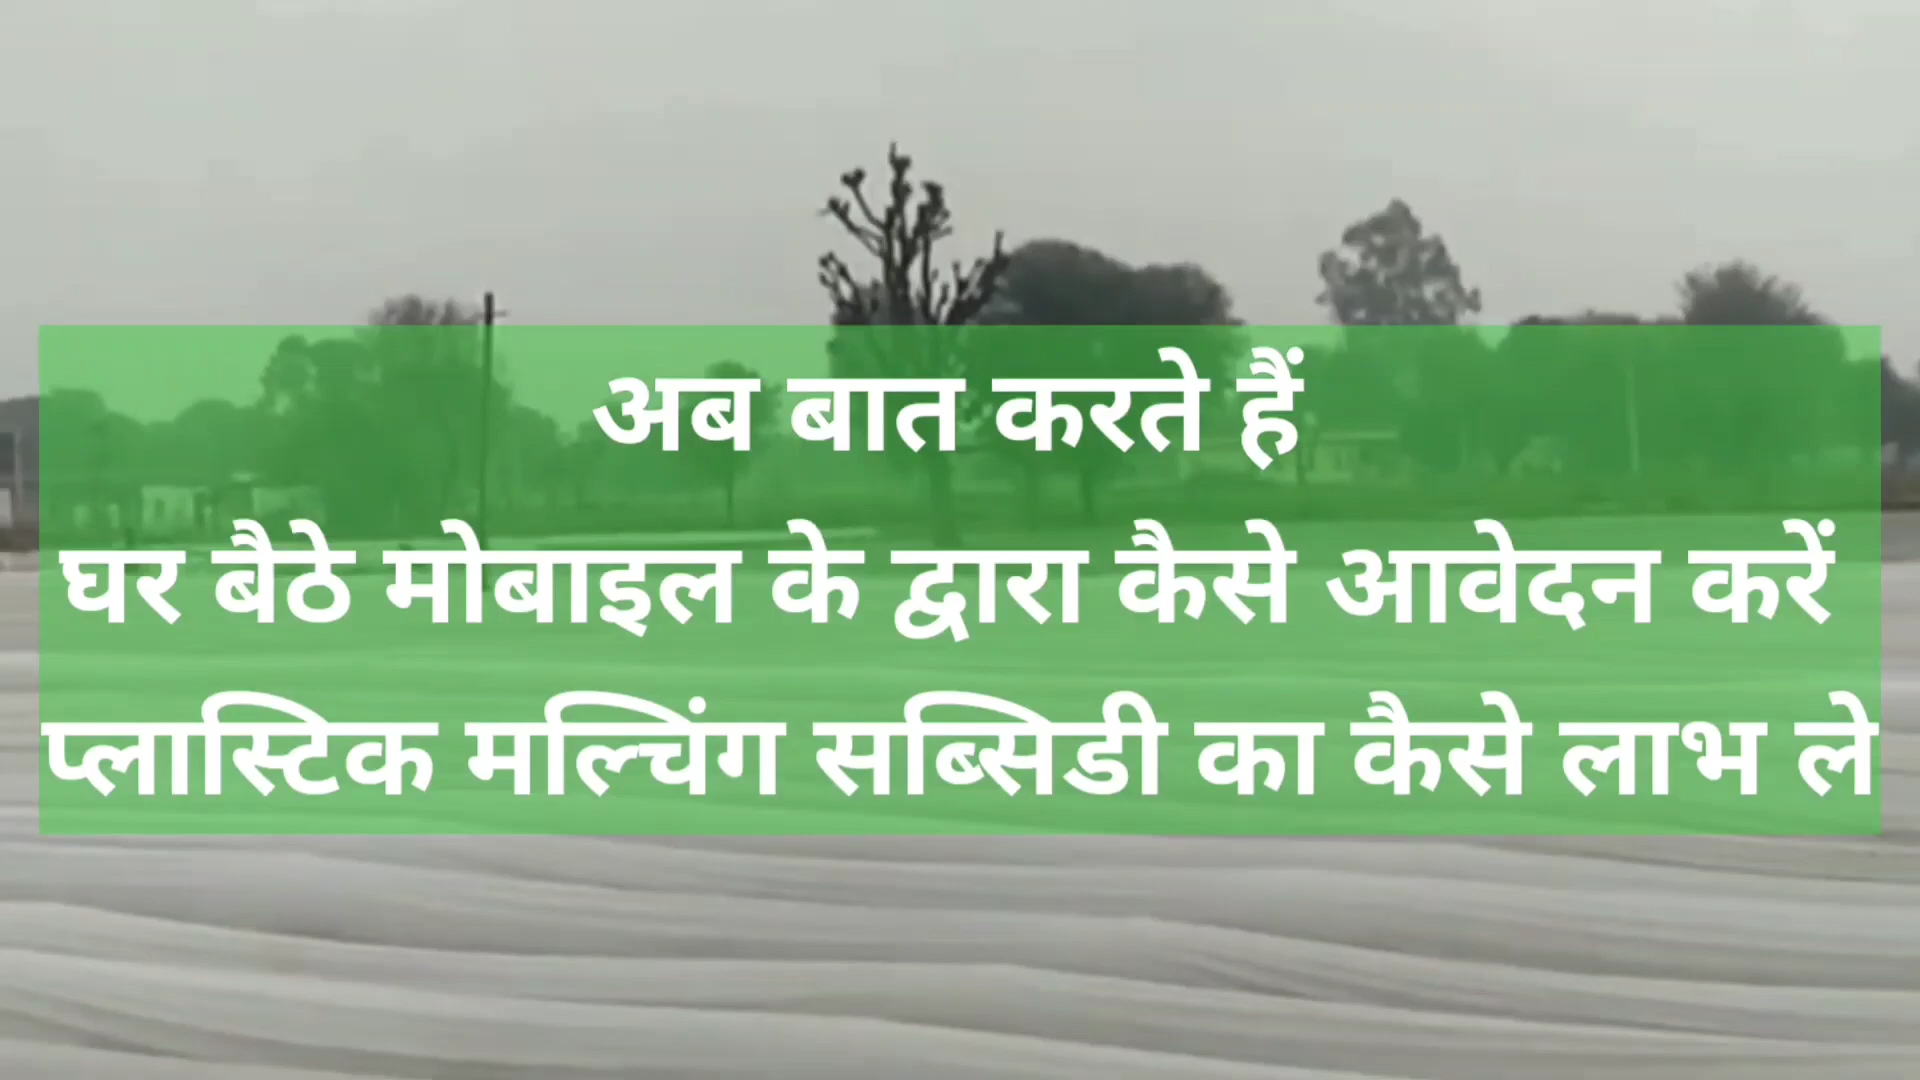 अब बात करते हैं
घर बैठे मोबाइल के द्वारा कैसे आवेदन करें
प्लास्टिक मल्चिंग सब्सिडी का कैसे लाभ ले